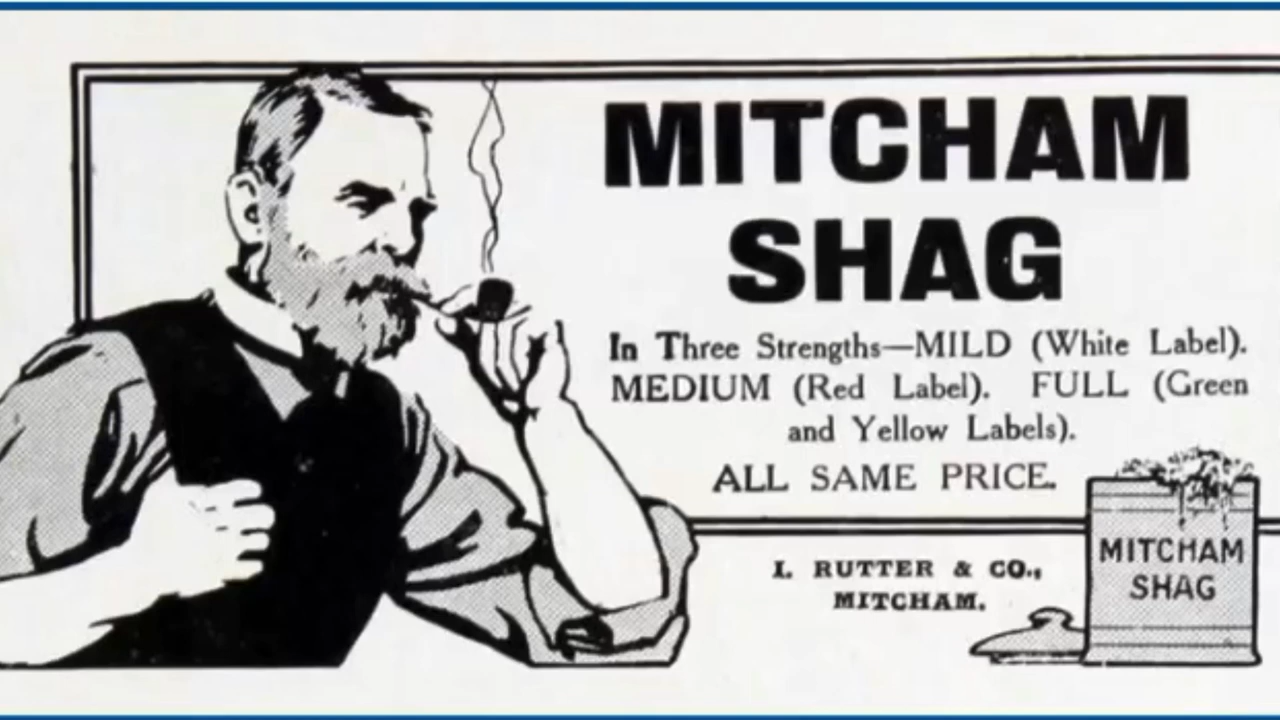 MITCHAM
SHAG
In Three Strengths—MILD (White Label).
MEDIUM (Red Label). FULL (Green
and Yellow Labels).
ALL SAME PRICE.
I. RUTTER & CO.,
MITCHAM.
MITCHAM
SHAG